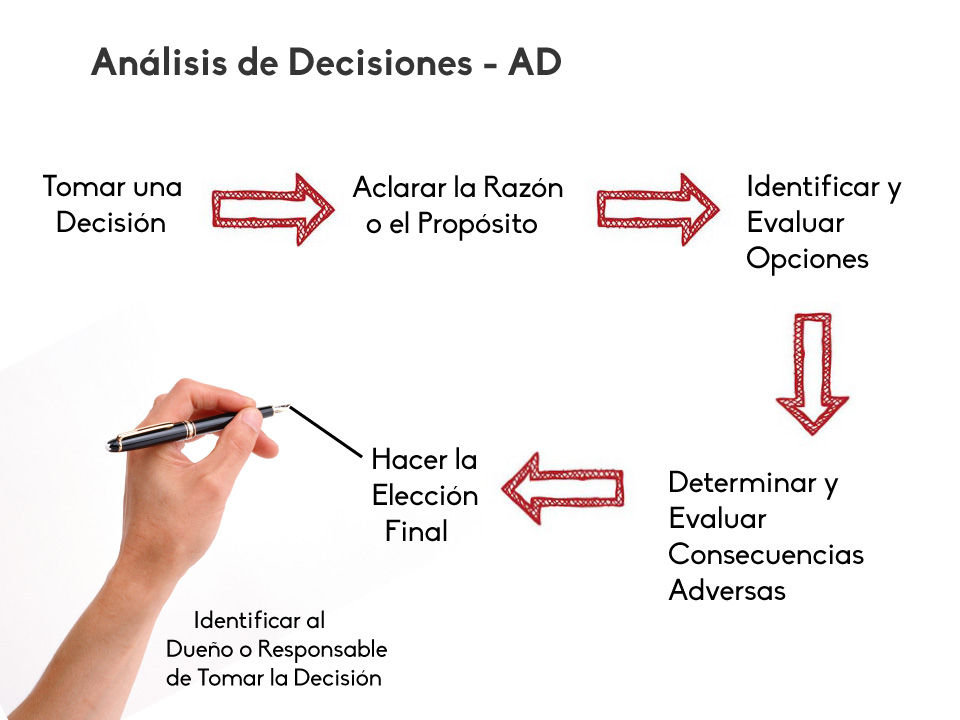 Análisis de Decisiones - AD
Tomar una
Decisión
Aclarar la Razón
o el Propósito
Identificar y
Evaluar
Opciones
Determinar y
Evaluar
Consecuencias
Adversas
Hacer la
Elección
Final
Identificar al
Dueño o Responsable
de Tomar la Decisión